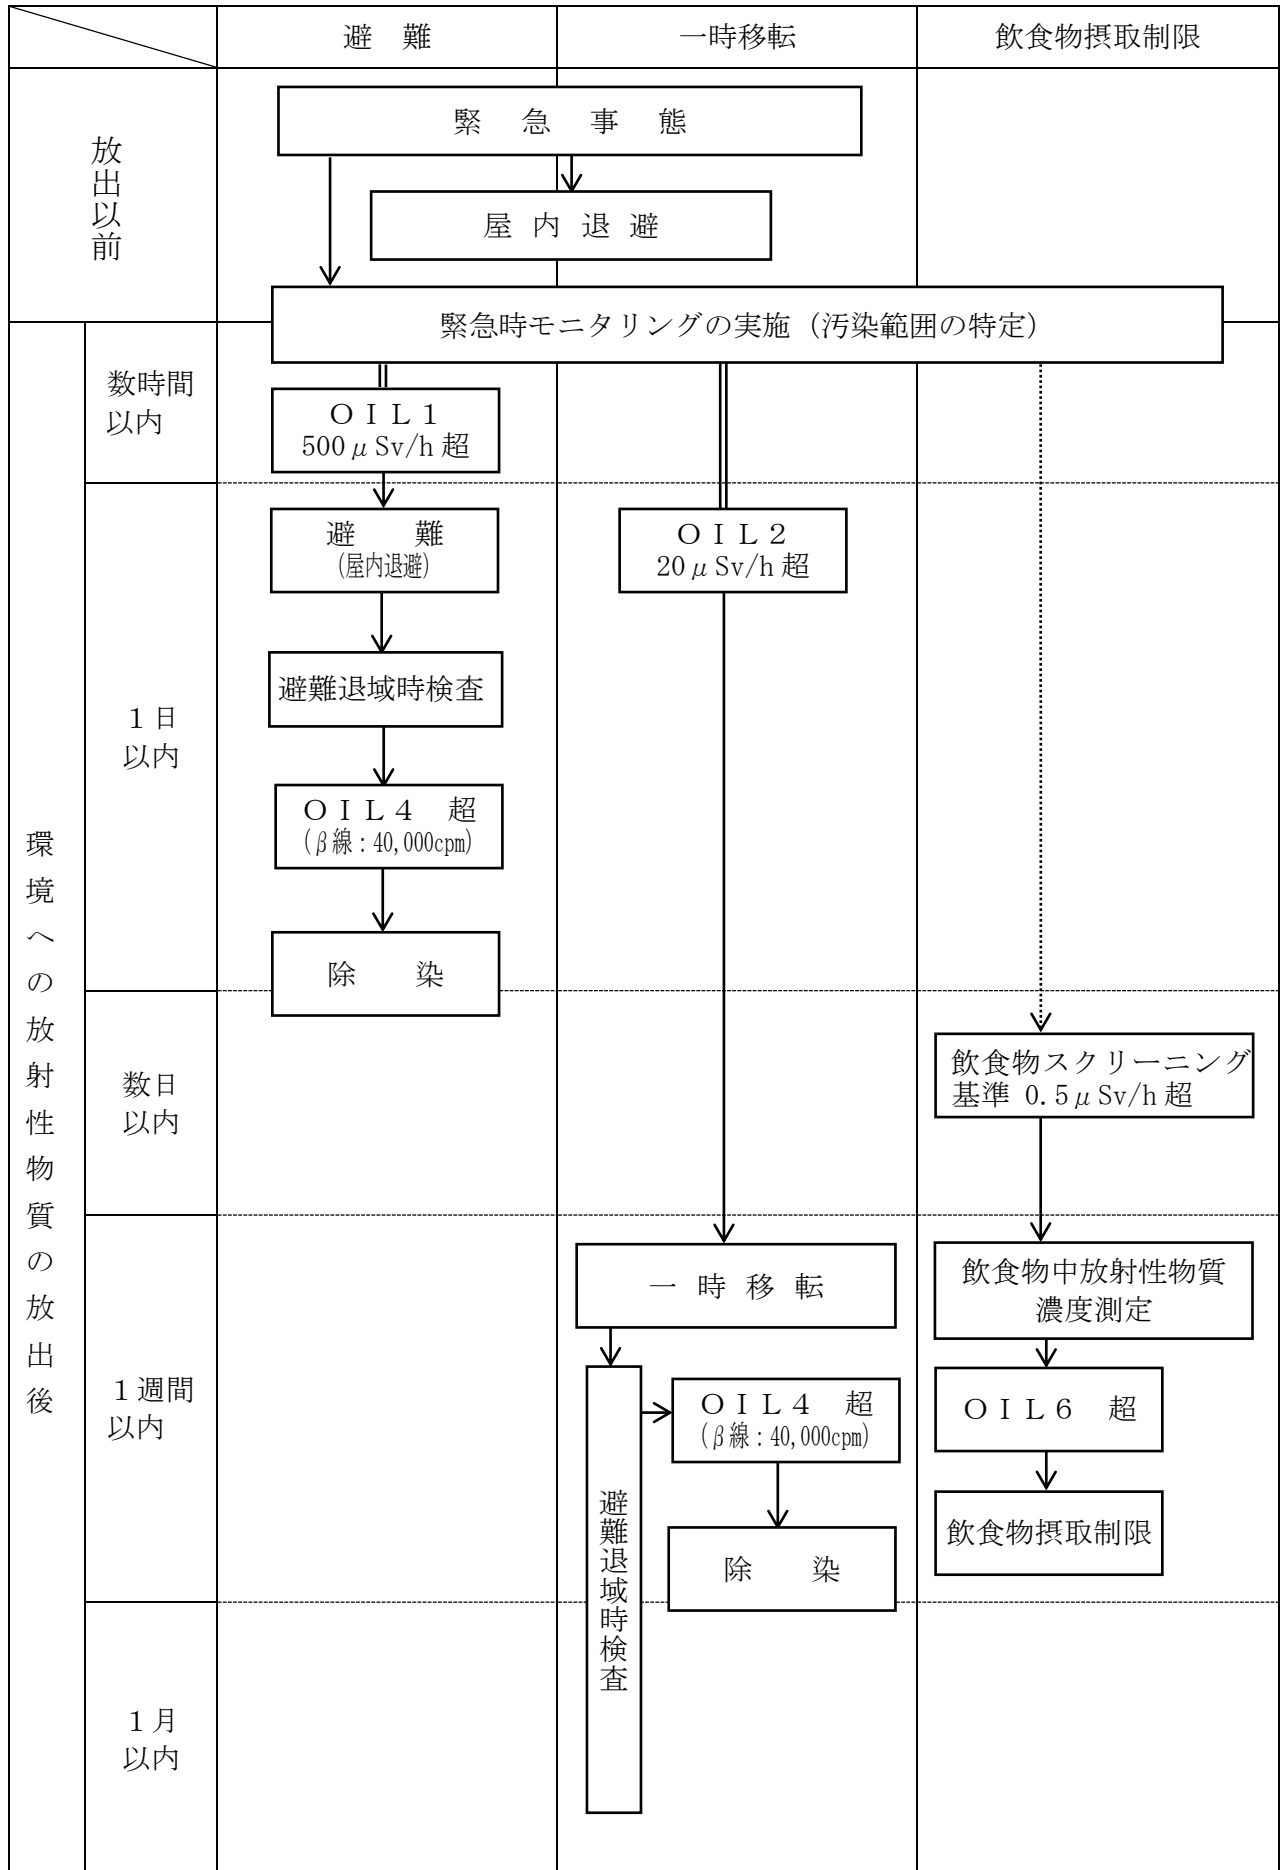 避　難
一時移転
飲食物摂取制限
放出以前
緊　急　事　態
屋 内 退 避
緊急時モニタリングの実施（汚染範囲の特定）
環境への放射性物質の放出後
数時間
以内
ＯＩＬ１
500μSv/h 超
１日
以内
避　　難
(屋内退避)
ＯＩＬ２
20μSv/h 超
避難退域時検査
ＯＩＬ４　超
(β線：40,000cpm)
除　　染
数日
以内
飲食物スクリーニング
基準 0.5μSv/h 超
１週間
以内
一 時 移 転
飲食物中放射性物質
濃度測定
避難退域時検査
ＯＩＬ４　超
(β線：40,000cpm)
除　　染
ＯＩＬ６　超
飲食物摂取制限
１月
以内